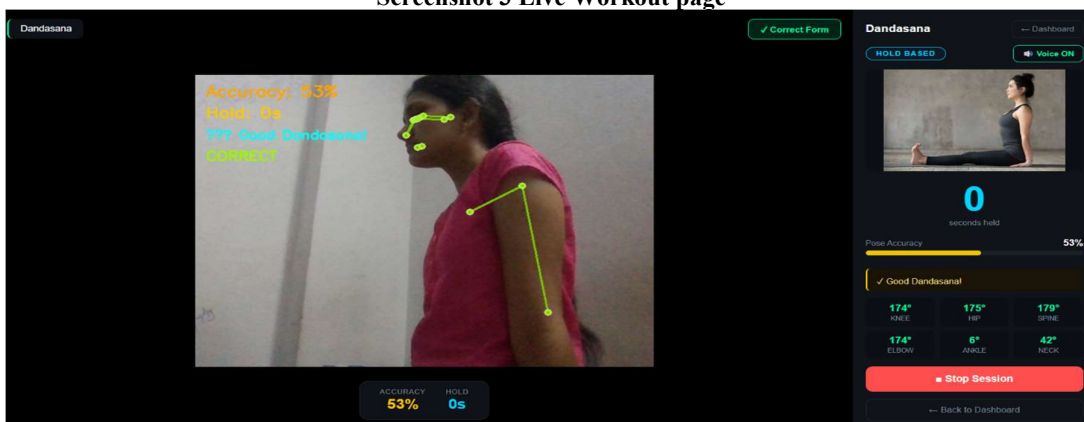 Screenshot 3 Live Workout page
Dandasana
✓ Correct Form
Accuracy: 53%
Hold: 0s
??? Good Dandasana!
CORRECT
ACCURACY HOLD
53% 0s
Dandasana
← Dashboard
HOLD BASED
🔊 Voice ON
0
seconds held
Pose Accuracy 53%
✓ Good Dandasana!
174° 175° 179°
KNEE HIP SPINE
174° 6° 42°
ELBOW ANKLE NECK
■ Stop Session
← Back to Dashboard